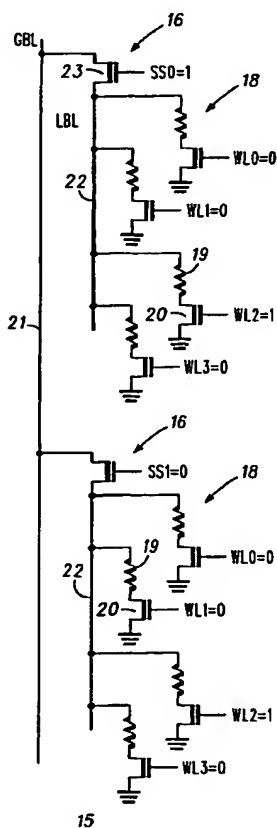 16
GBL
23
SS0=1
18
LBL
WL0=0
22
WL1=0
19
20
WL2=1
21
WL3=0
16
SS1=0
18
19
WL0=0
22
20
WL1=0
WL2=1
WL3=0
15